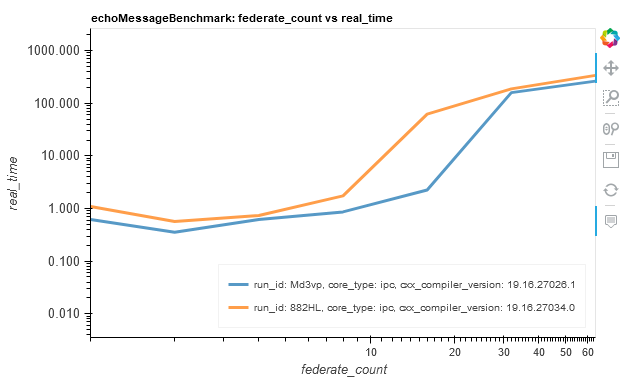 echoMessageBenchmark: federate_count vs real_time
1000.000
100.000
10.000
1.000
0.100
0.010
real_time
run_id: Md3vp, core_type: ipc, cxx_compiler_version: 19.16.27026.1
run_id: 882HL, core_type: ipc, cxx_compiler_version: 19.16.27034.0
10 20 30 40 50 60
federate_count